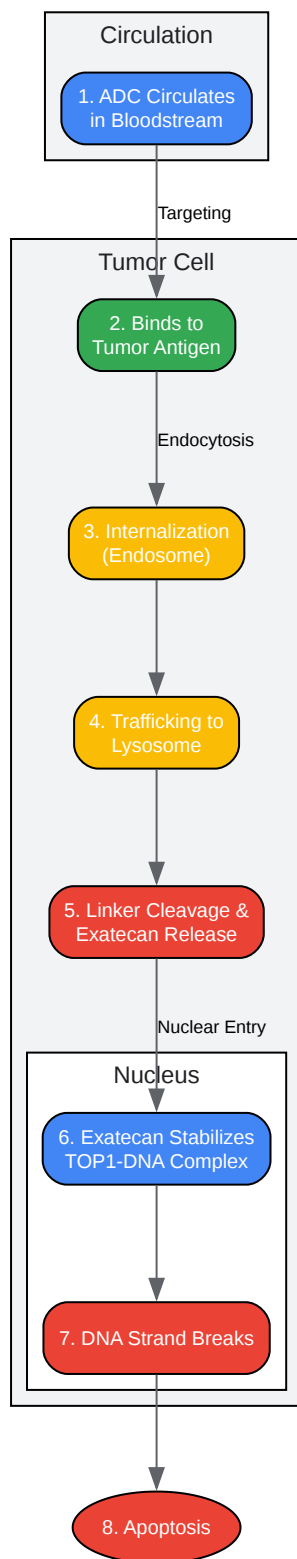 Circulation
1. ADC Circulates
in Bloodstream
Targeting
Tumor Cell
2. Binds to
Tumor Antigen
Endocytosis
3. Internalization
(Endosome)
4. Trafficking to
Lysosome
5. Linker Cleavage &
Exatecan Release
Nuclear Entry
Nucleus
6. Exatecan Stabilizes
TOP1-DNA Complex
7. DNA Strand Breaks
8. Apoptosis